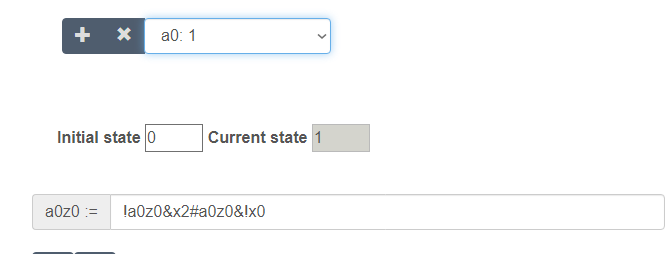 a0: 1
Initial state 0 Current state 1
a0z0 := !a0z0&x2#a0z0&!x0